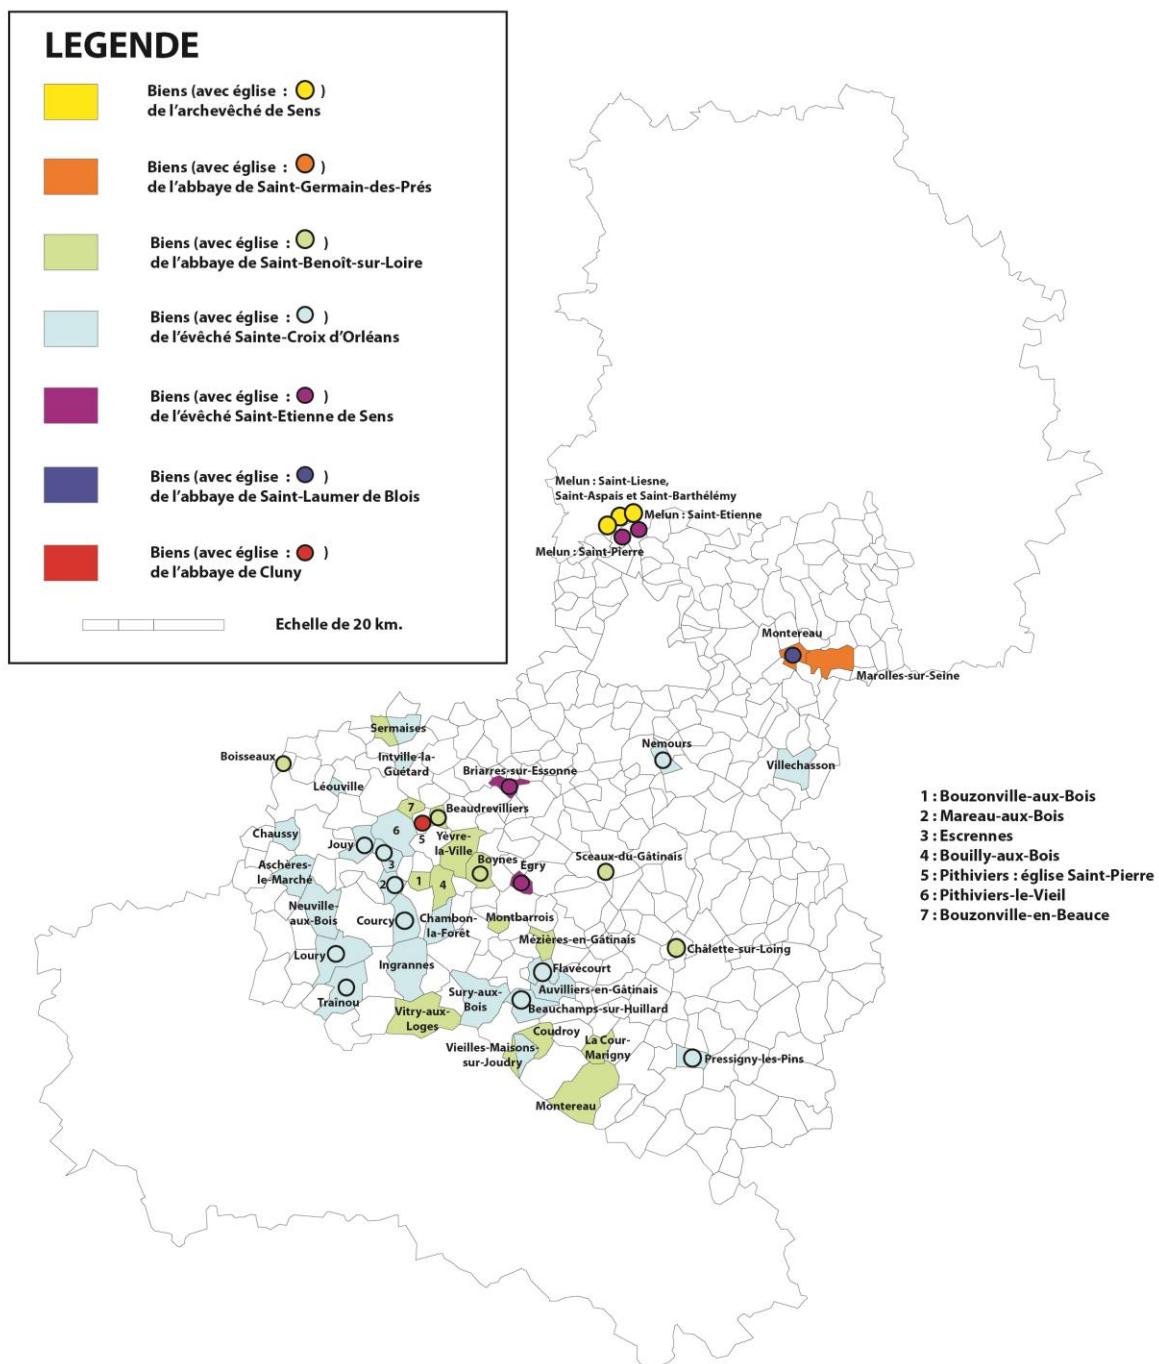 LEGENDE
Biens (avec église : )
de l'archevêché de Sens
Biens (avec église : )
de l'abbaye de Saint-Germain-des-Prés
Biens (avec église : )
de l'abbaye de Saint-Benoît-sur-Loire
Biens (avec église : )
de l'évêché Sainte-Croix d'Orléans
Biens (avec église : )
de l'évêché Saint-Etienne de Sens
Biens (avec église : )
de l'abbaye de Saint-Laumer de Blois
Biens (avec église : )
de l'abbaye de Cluny
Echelle de 20 km.
Melun : Saint-Liesne,
Saint-Aspais et Saint-Barthélémy
Melun : Saint-Etienne
Melun : Saint-Pierre
Montereau
Marolles-sur-Seine
Sermaises
Boisseaux
Intville-la-
Guétard
Nemours
Villechasson
Briarres-sur-Essonne
Léouville
7
Beaudrevilliers
Chaussy
6
5
Yèvre-
la-Ville
Jouy
3
Boynes
Egry
Sceaux-du-Gâtinais
Aschères-
le-Marché
2
1
4
Neuville-
aux-Bois
Courcy
Chambon-
la-Forêt
Montbarrois
Mézières-en-Gâtinais
Châlette-sur-Loing
Loury
Ingrannes
Flavécourt
Traînou
Sury-aux-
Bois
Auvilliers-en-Gâtinais
Beauchamps-sur-Huillard
Vitry-aux-
Loges
Coudroy
Vieilles-Maisons-
sur-Joudry
La Cour-
Marigny
Pressigny-les-Pins
Montereau
1 : Bouzonville-aux-Bois
2 : Mareau-aux-Bois
3 : Escrennes
4 : Bouilly-aux-Bois
5 : Pithiviers : église Saint-Pierre
6 : Pithiviers-le-Vieil
7 : Bouzonville-en-Beauce